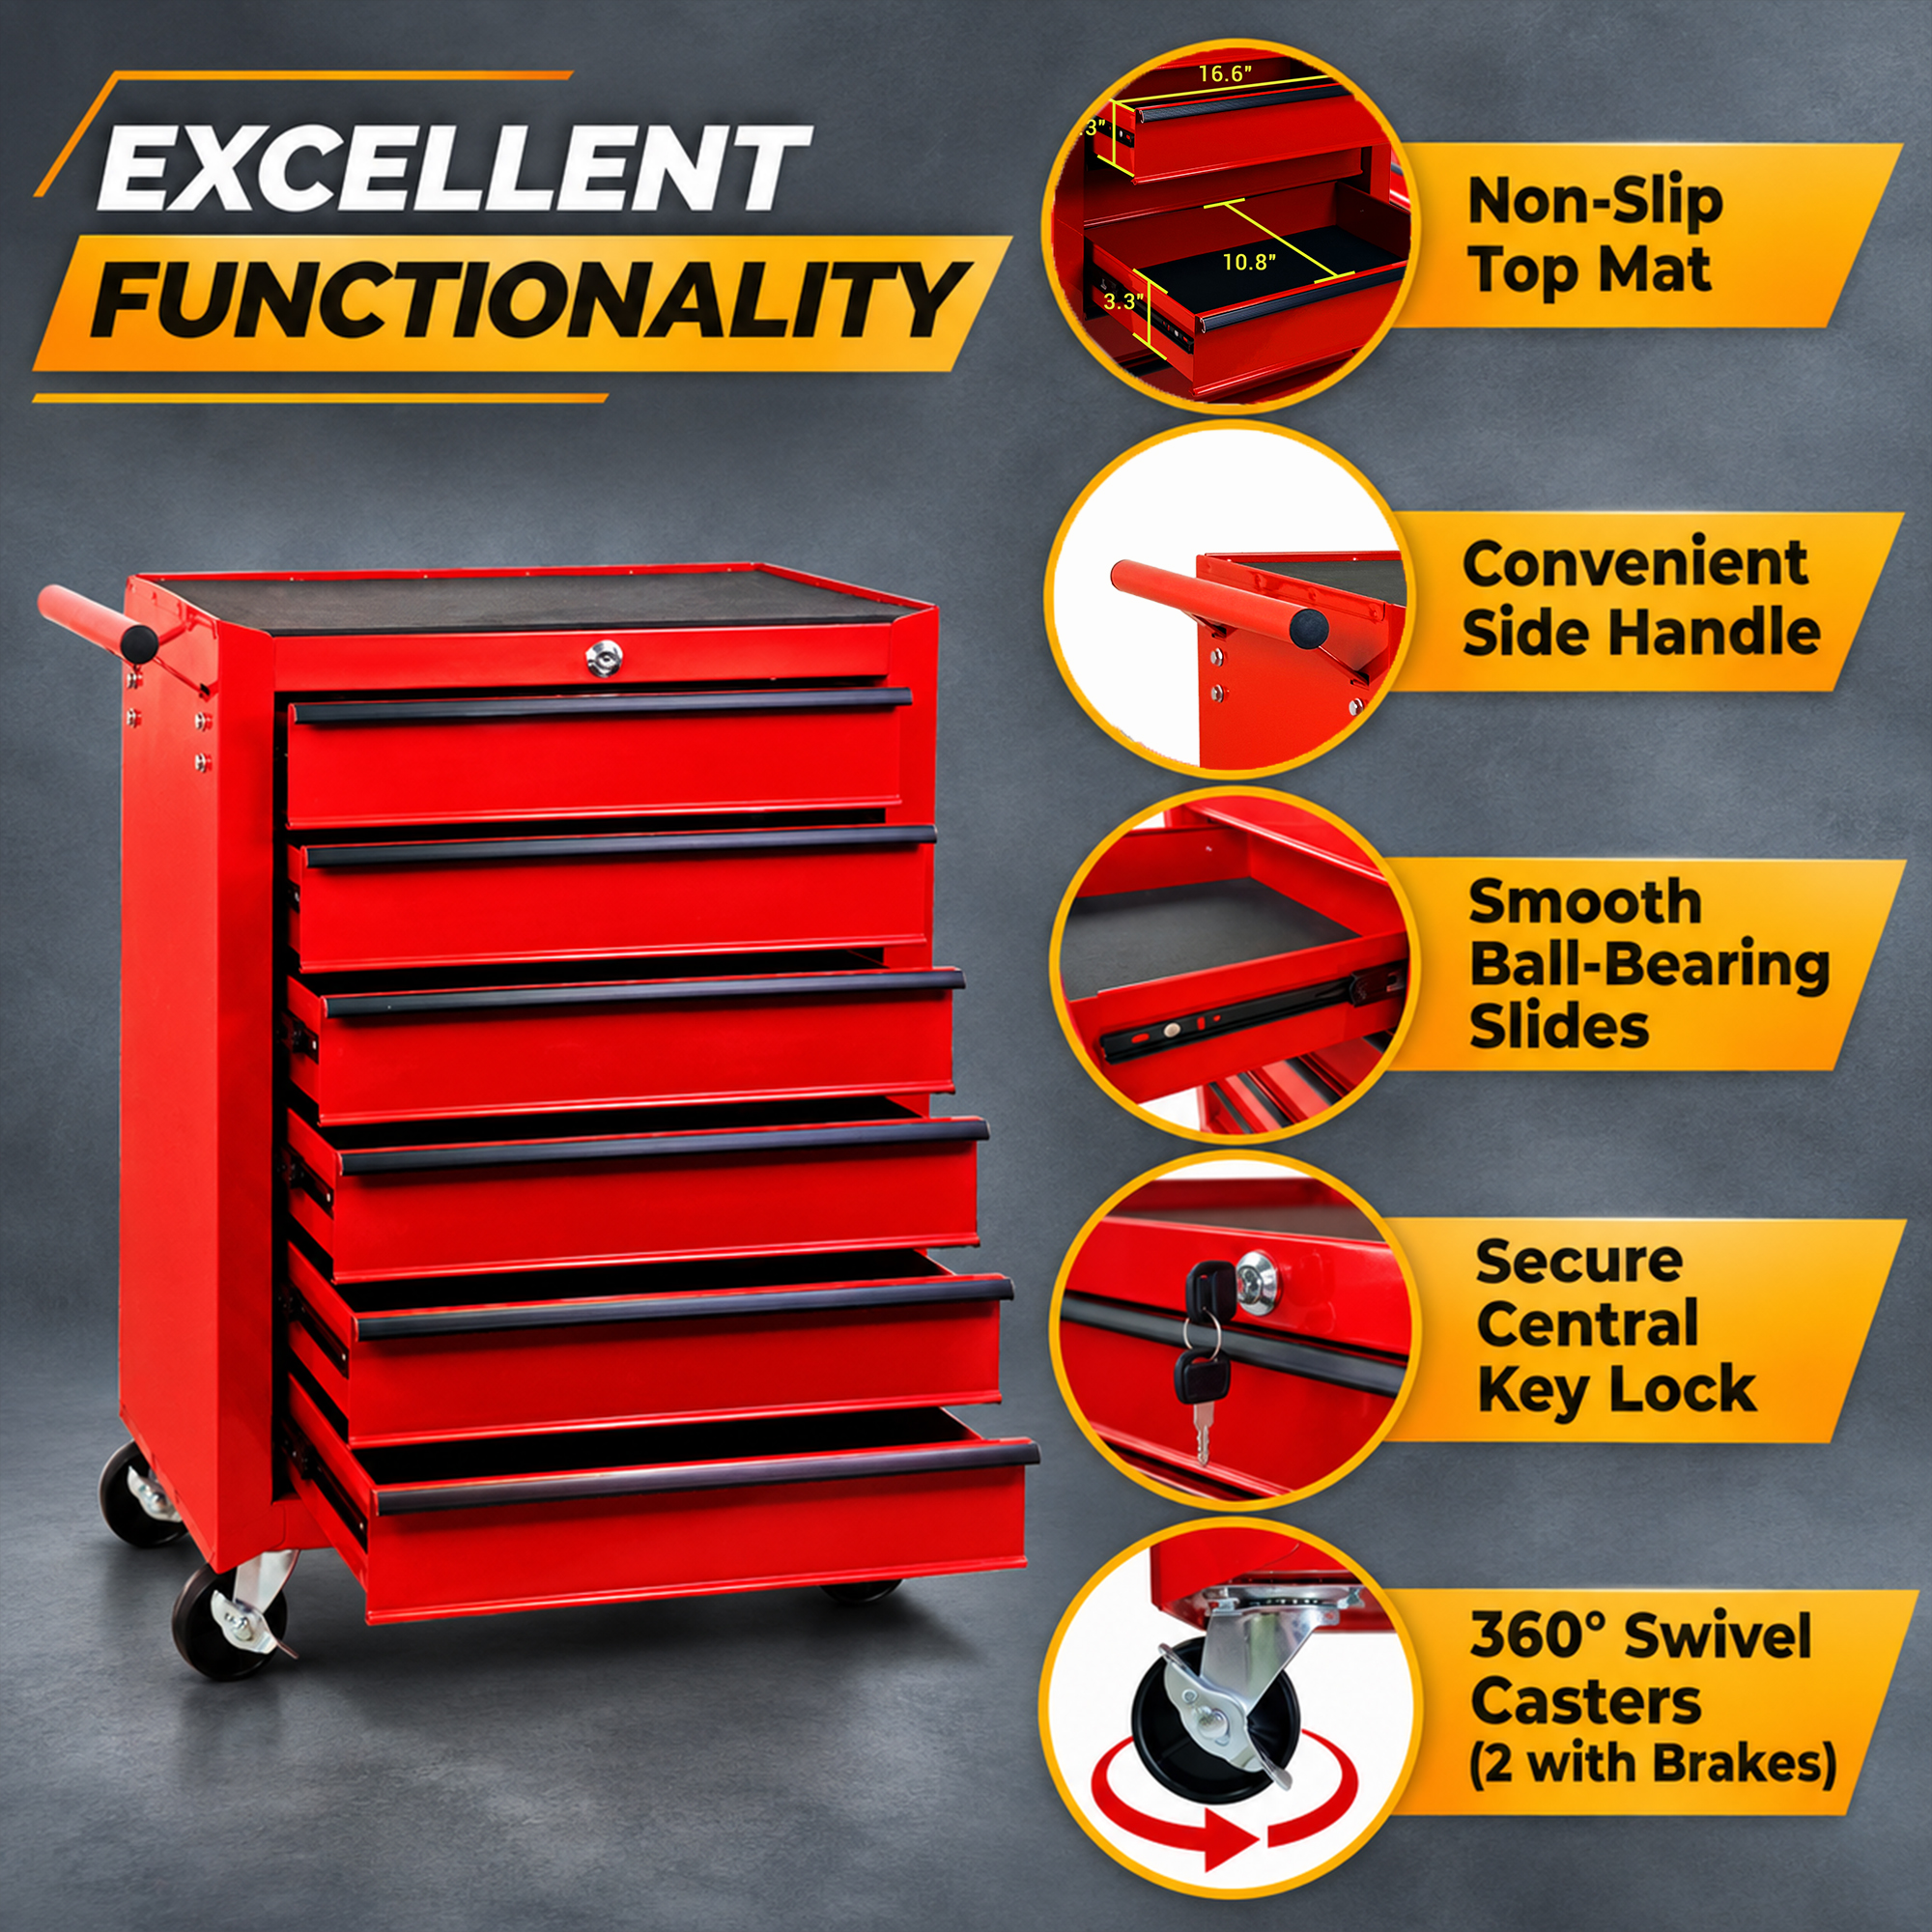 EXCELLENT
FUNCTIONALITY
16.6"
.3"
10.8"
3.3"
Non-Slip
Top Mat
Convenient
Side Handle
Smooth
Ball-Bearing
Slides
Secure
Central
Key Lock
360° Swivel
Casters
(2 with Brakes)